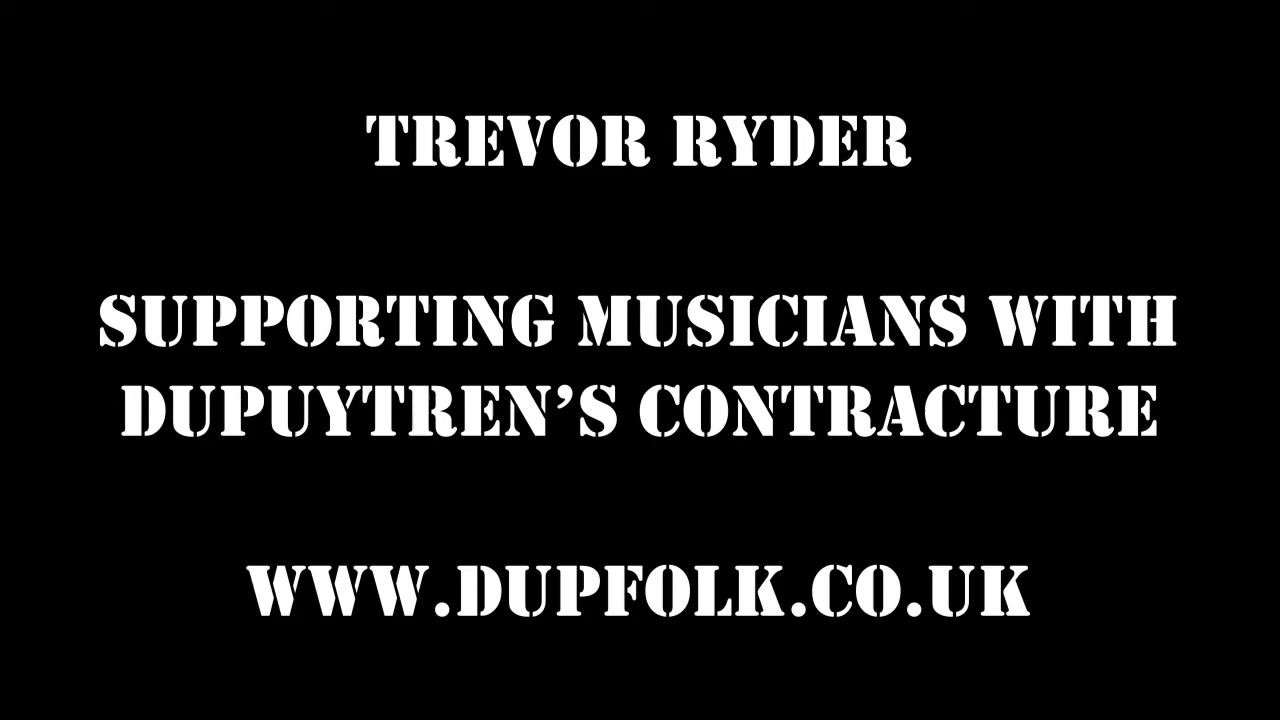 TREVOR RYDER
SUPPORTING MUSICIANS WITH
DUPUYTREN’S CONTRACTURE
WWW.DUPFOLK.CO.UK